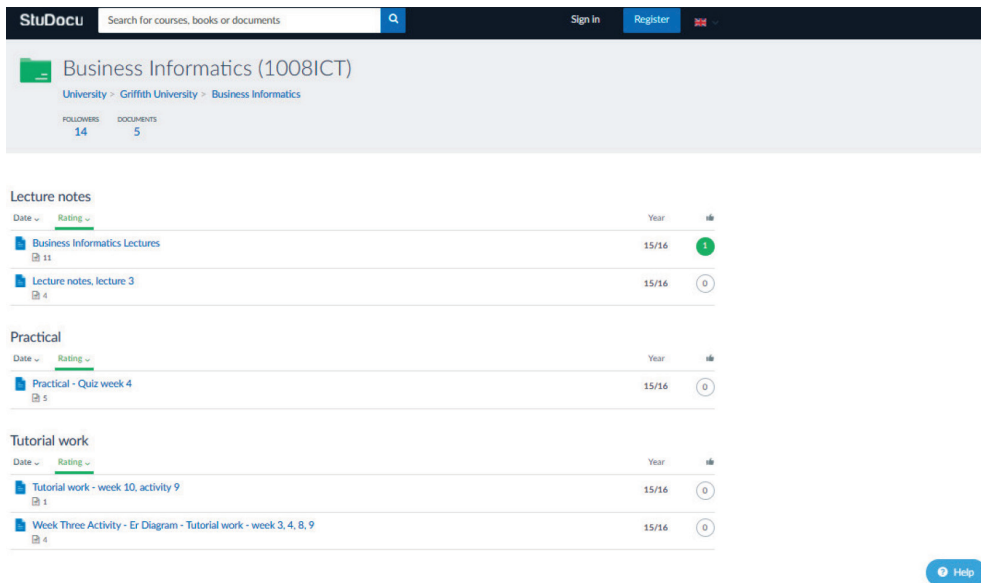 StuDocu Search for courses, books or documents Sign in Register
Business Informatics (1008ICT)
University > Griffith University > Business Informatics
FOLLOWERS DOCUMENTS
14 5
Lecture notes
Date Rating Year
Business Informatics Lectures 15/16 1
11
Lecture notes, lecture 3 15/16 0
4
Practical
Date Rating Year
Practical - Quiz week 4 15/16 0
5
Tutorial work
Date Rating Year
Tutorial work - week 10, activity 9 15/16 0
1
Week Three Activity - Er Diagram - Tutorial work - week 3, 4, 8, 9 15/16 0
4
Help